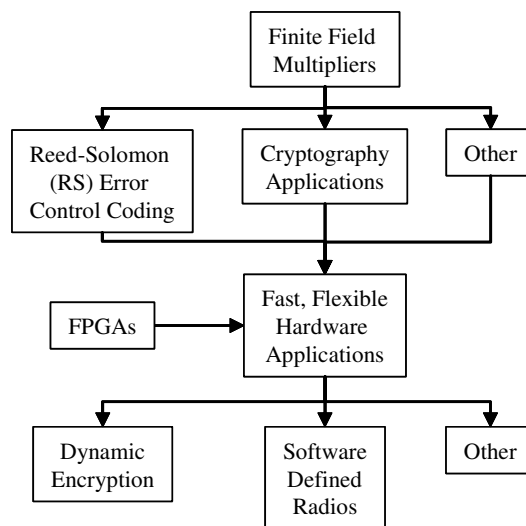 Finite Field
Multipliers
Reed-Solomon
(RS) Error
Control Coding
Cryptography
Applications
Other
FPGAs
Fast, Flexible
Hardware
Applications
Dynamic
Encryption
Software
Defined
Radios
Other